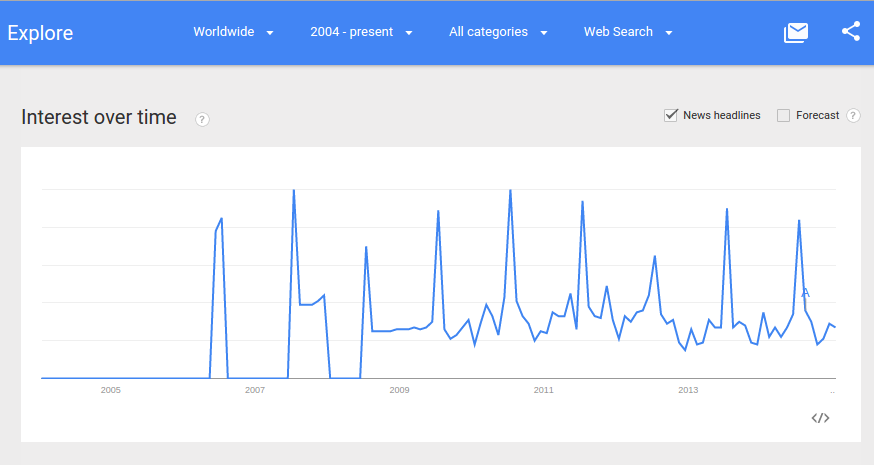 Explore Worldwide 2004 - present All categories Web Search
Interest over time ? News headlines Forecast ?
A
2005 2007 2009 2011 2013 ..
</>